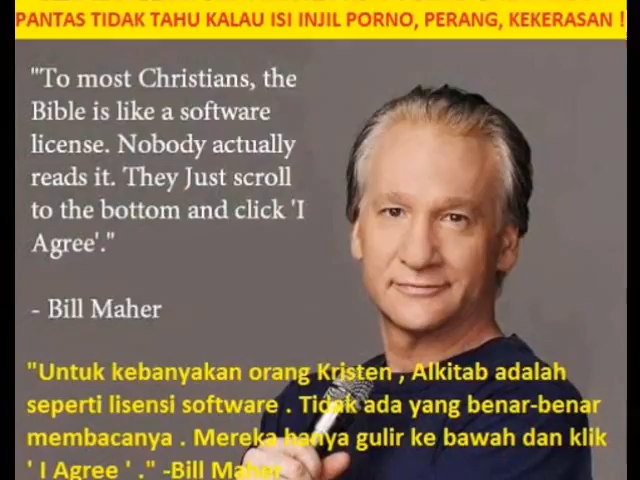 PANTAS TIDAK TAHU KALAU ISI INJIL PORNO, PERANG, KEKERASAN !
"To most Christians, the
Bible is like a software
license. Nobody actually
reads it. They Just scroll
to the bottom and click 'I
Agree'."
- Bill Maher
"Untuk kebanyakan orang Kristen , Alkitab adalah
seperti lisensi software . Tidak ada yang benar-benar
membacanya . Mereka hanya gulir ke bawah dan klik
' I Agree ' ." -Bill Maher